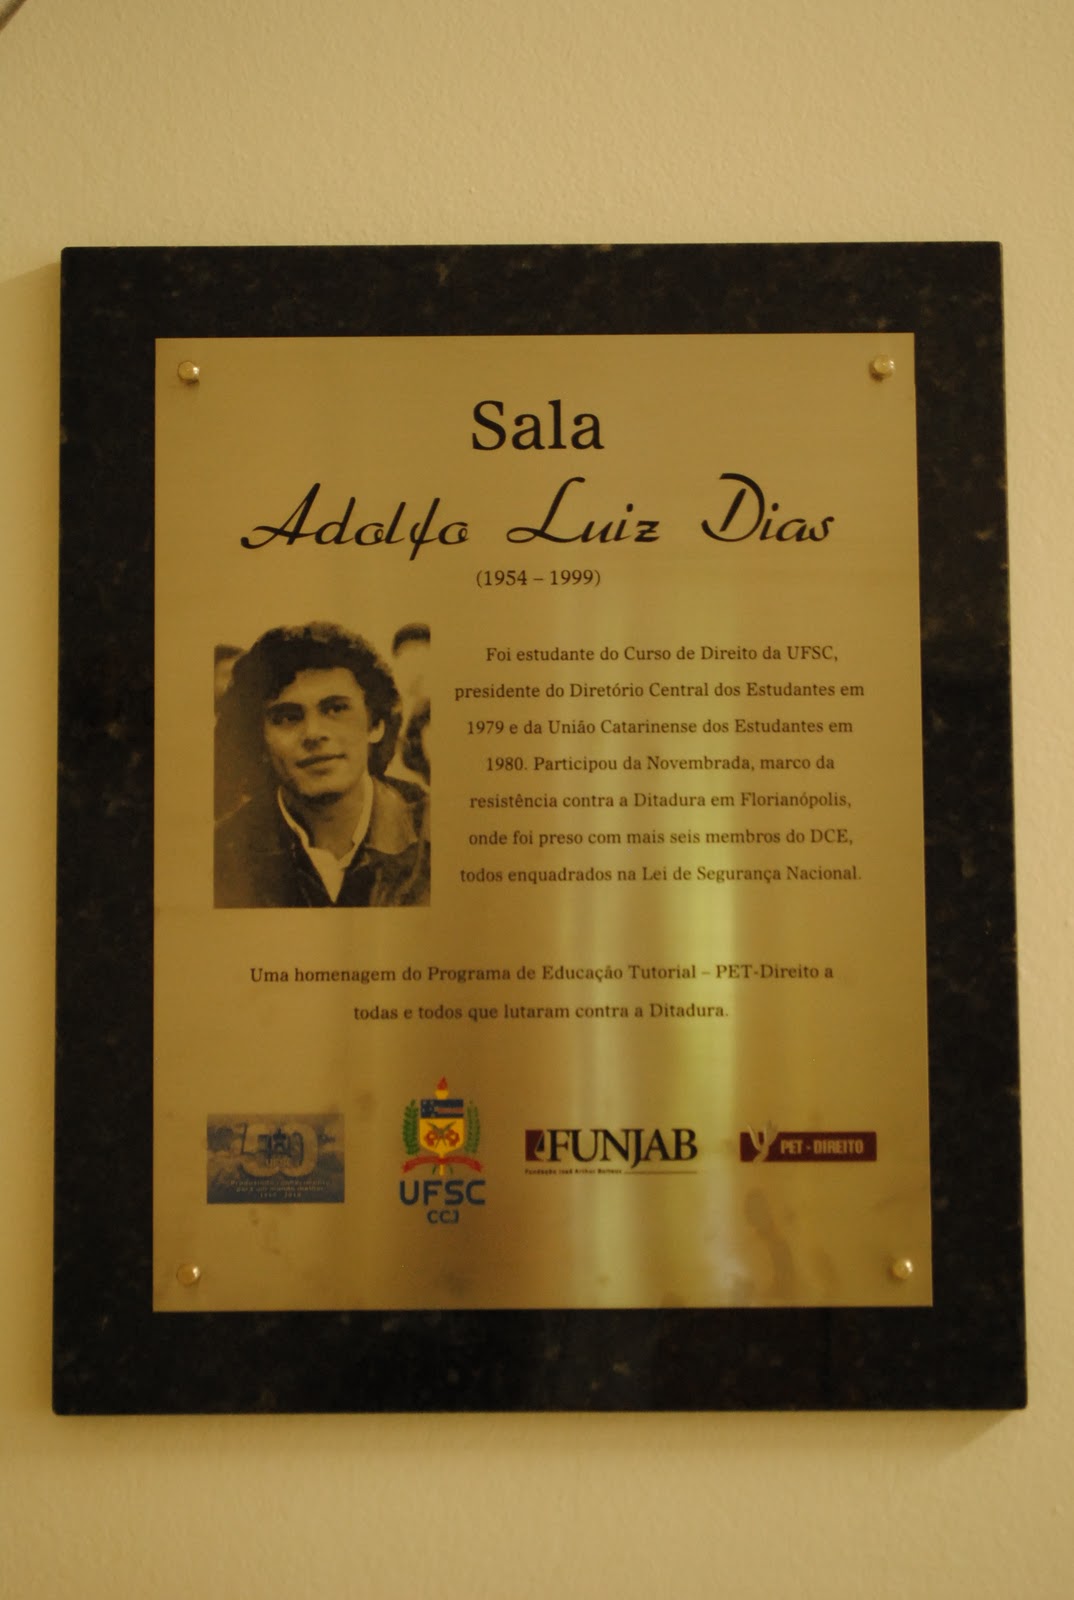 Sala
Adolfo Luiz Dias
(1954 – 1999)
Foi estudante do Curso de Direito da UFSC,
presidente do Diretório Central dos Estudantes em
1979 e da União Catarinense dos Estudantes em
1980. Participou da Novembrada, marco da
resistência contra a Ditadura em Florianópolis,
onde foi preso com mais seis membros do DCE,
todos enquadrados na Lei de Segurança Nacional.
Uma homenagem do Programa de Educação Tutorial – PET-Direito a
todas e todos que lutaram contra a Ditadura.
50
UFSC
CCJ
FUNJAB
PET - DIREITO